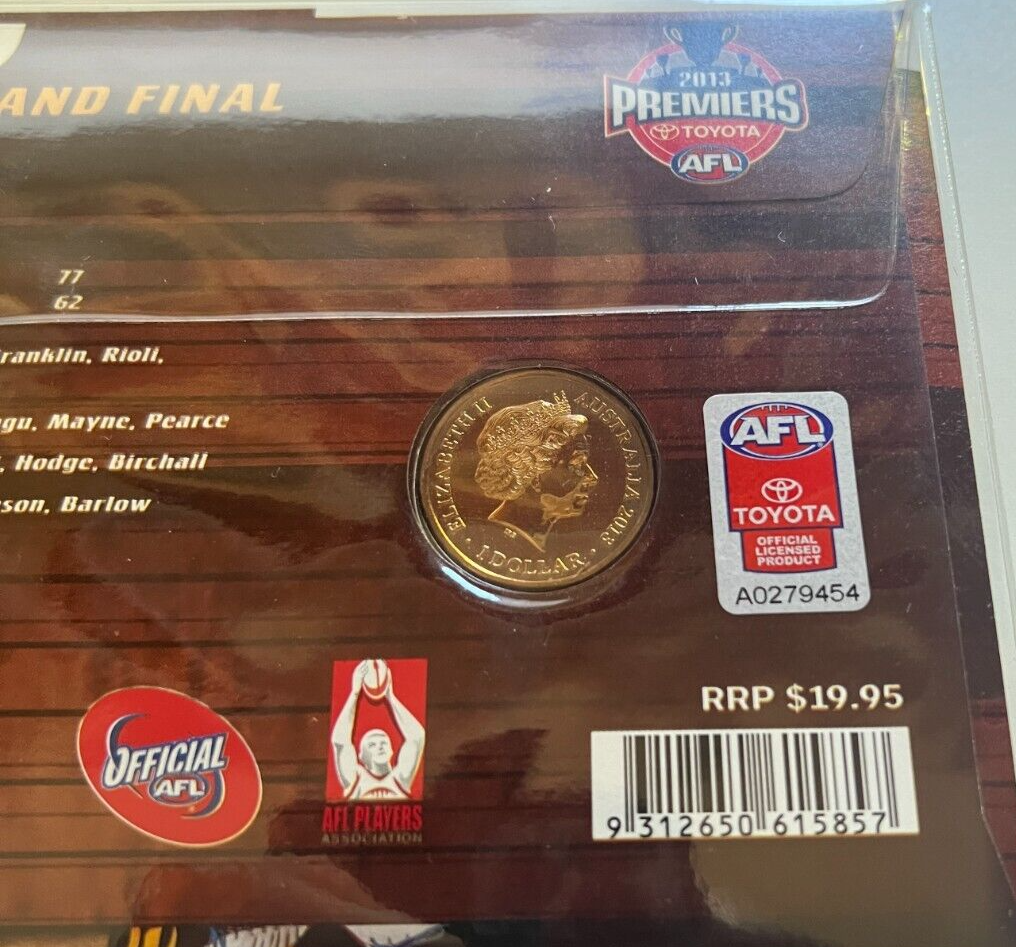 AND FINAL
2013
PREMIERS
TOYOTA
AFL
77
62
ranklin, Rioli,
gu, Mayne, Pearce
, Hodge, Birchall
son, Barlow
ELIZABETH II AUSTRALIA 2013
1 DOLLAR
AFL
TOYOTA
OFFICIAL
LICENSED
PRODUCT
A0279454
OFFICIAL
AFL
AFL PLAYERS
ASSOCIATION
RRP $19.95
9 312650 615857